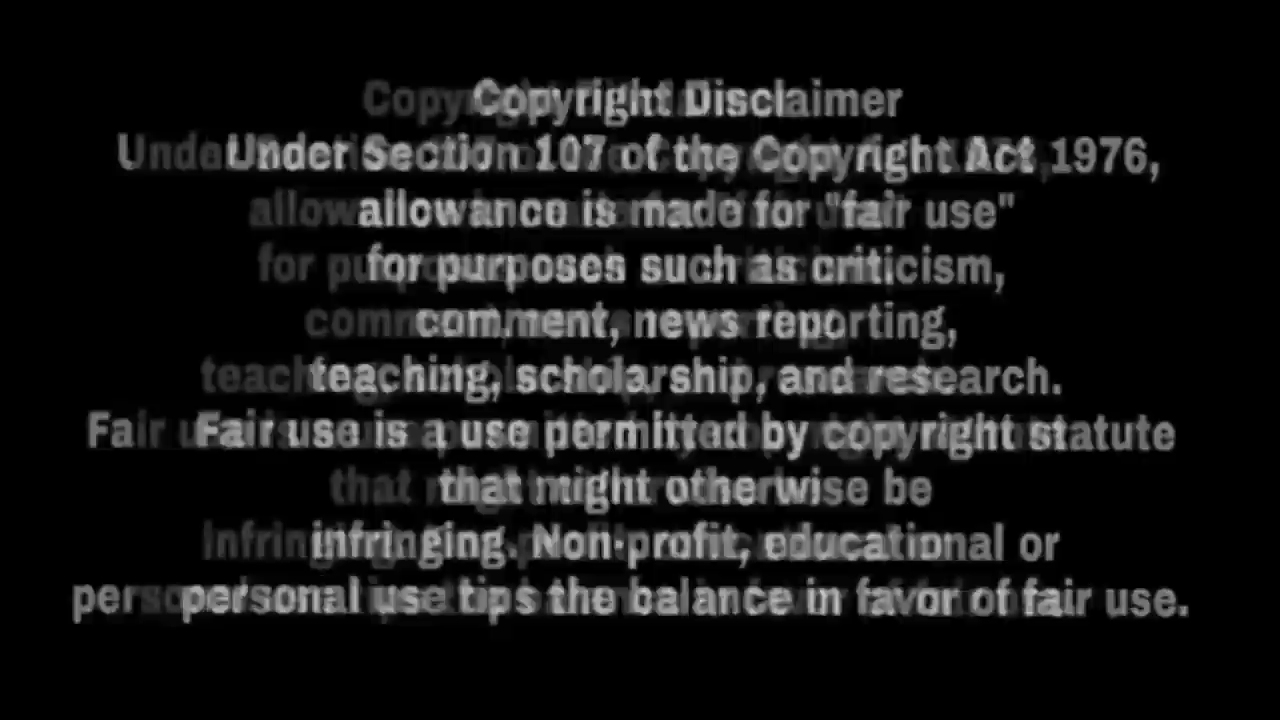 Copyright Disclaimer
Under Section 107 of the Copyright Act 1976,
allowance is made for "fair use"
for purposes such as criticism,
comment, news reporting,
teaching, scholarship, and research.
Fair use is a use permitted by copyright statute
that might otherwise be
infringing. Non-profit, educational or
personal use tips the balance in favor of fair use.